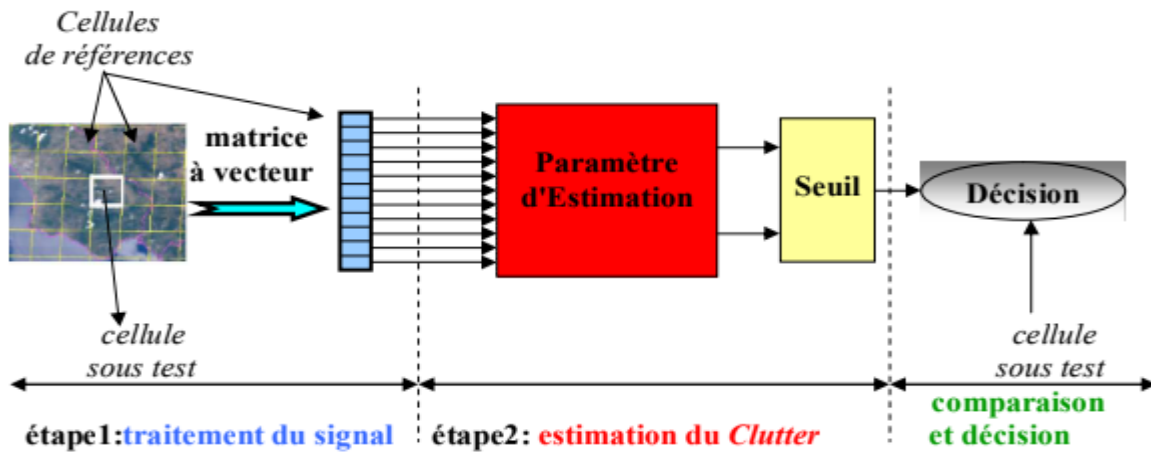 Cellules
de références
matrice
à vecteur
Paramètre
d'Estimation
Seuil
Décision
cellule
sous test
cellule
sous test
étape1:traitement du signal
étape2: estimation du Clutter
comparaison
et décision